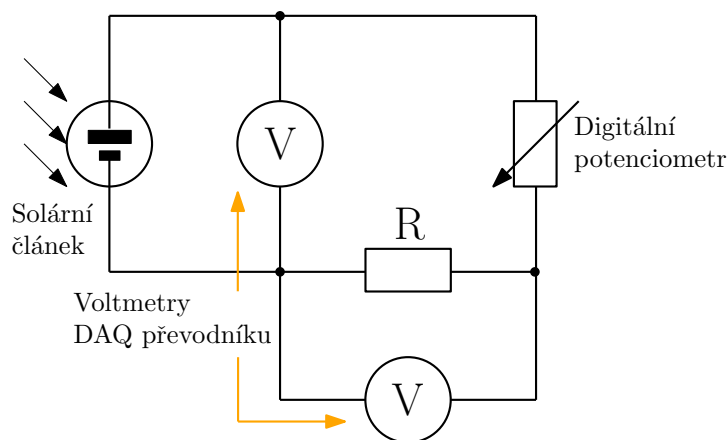 V
Digitální
potenciometr
Solární
článek
R
Voltmetry
DAQ převodníku
V